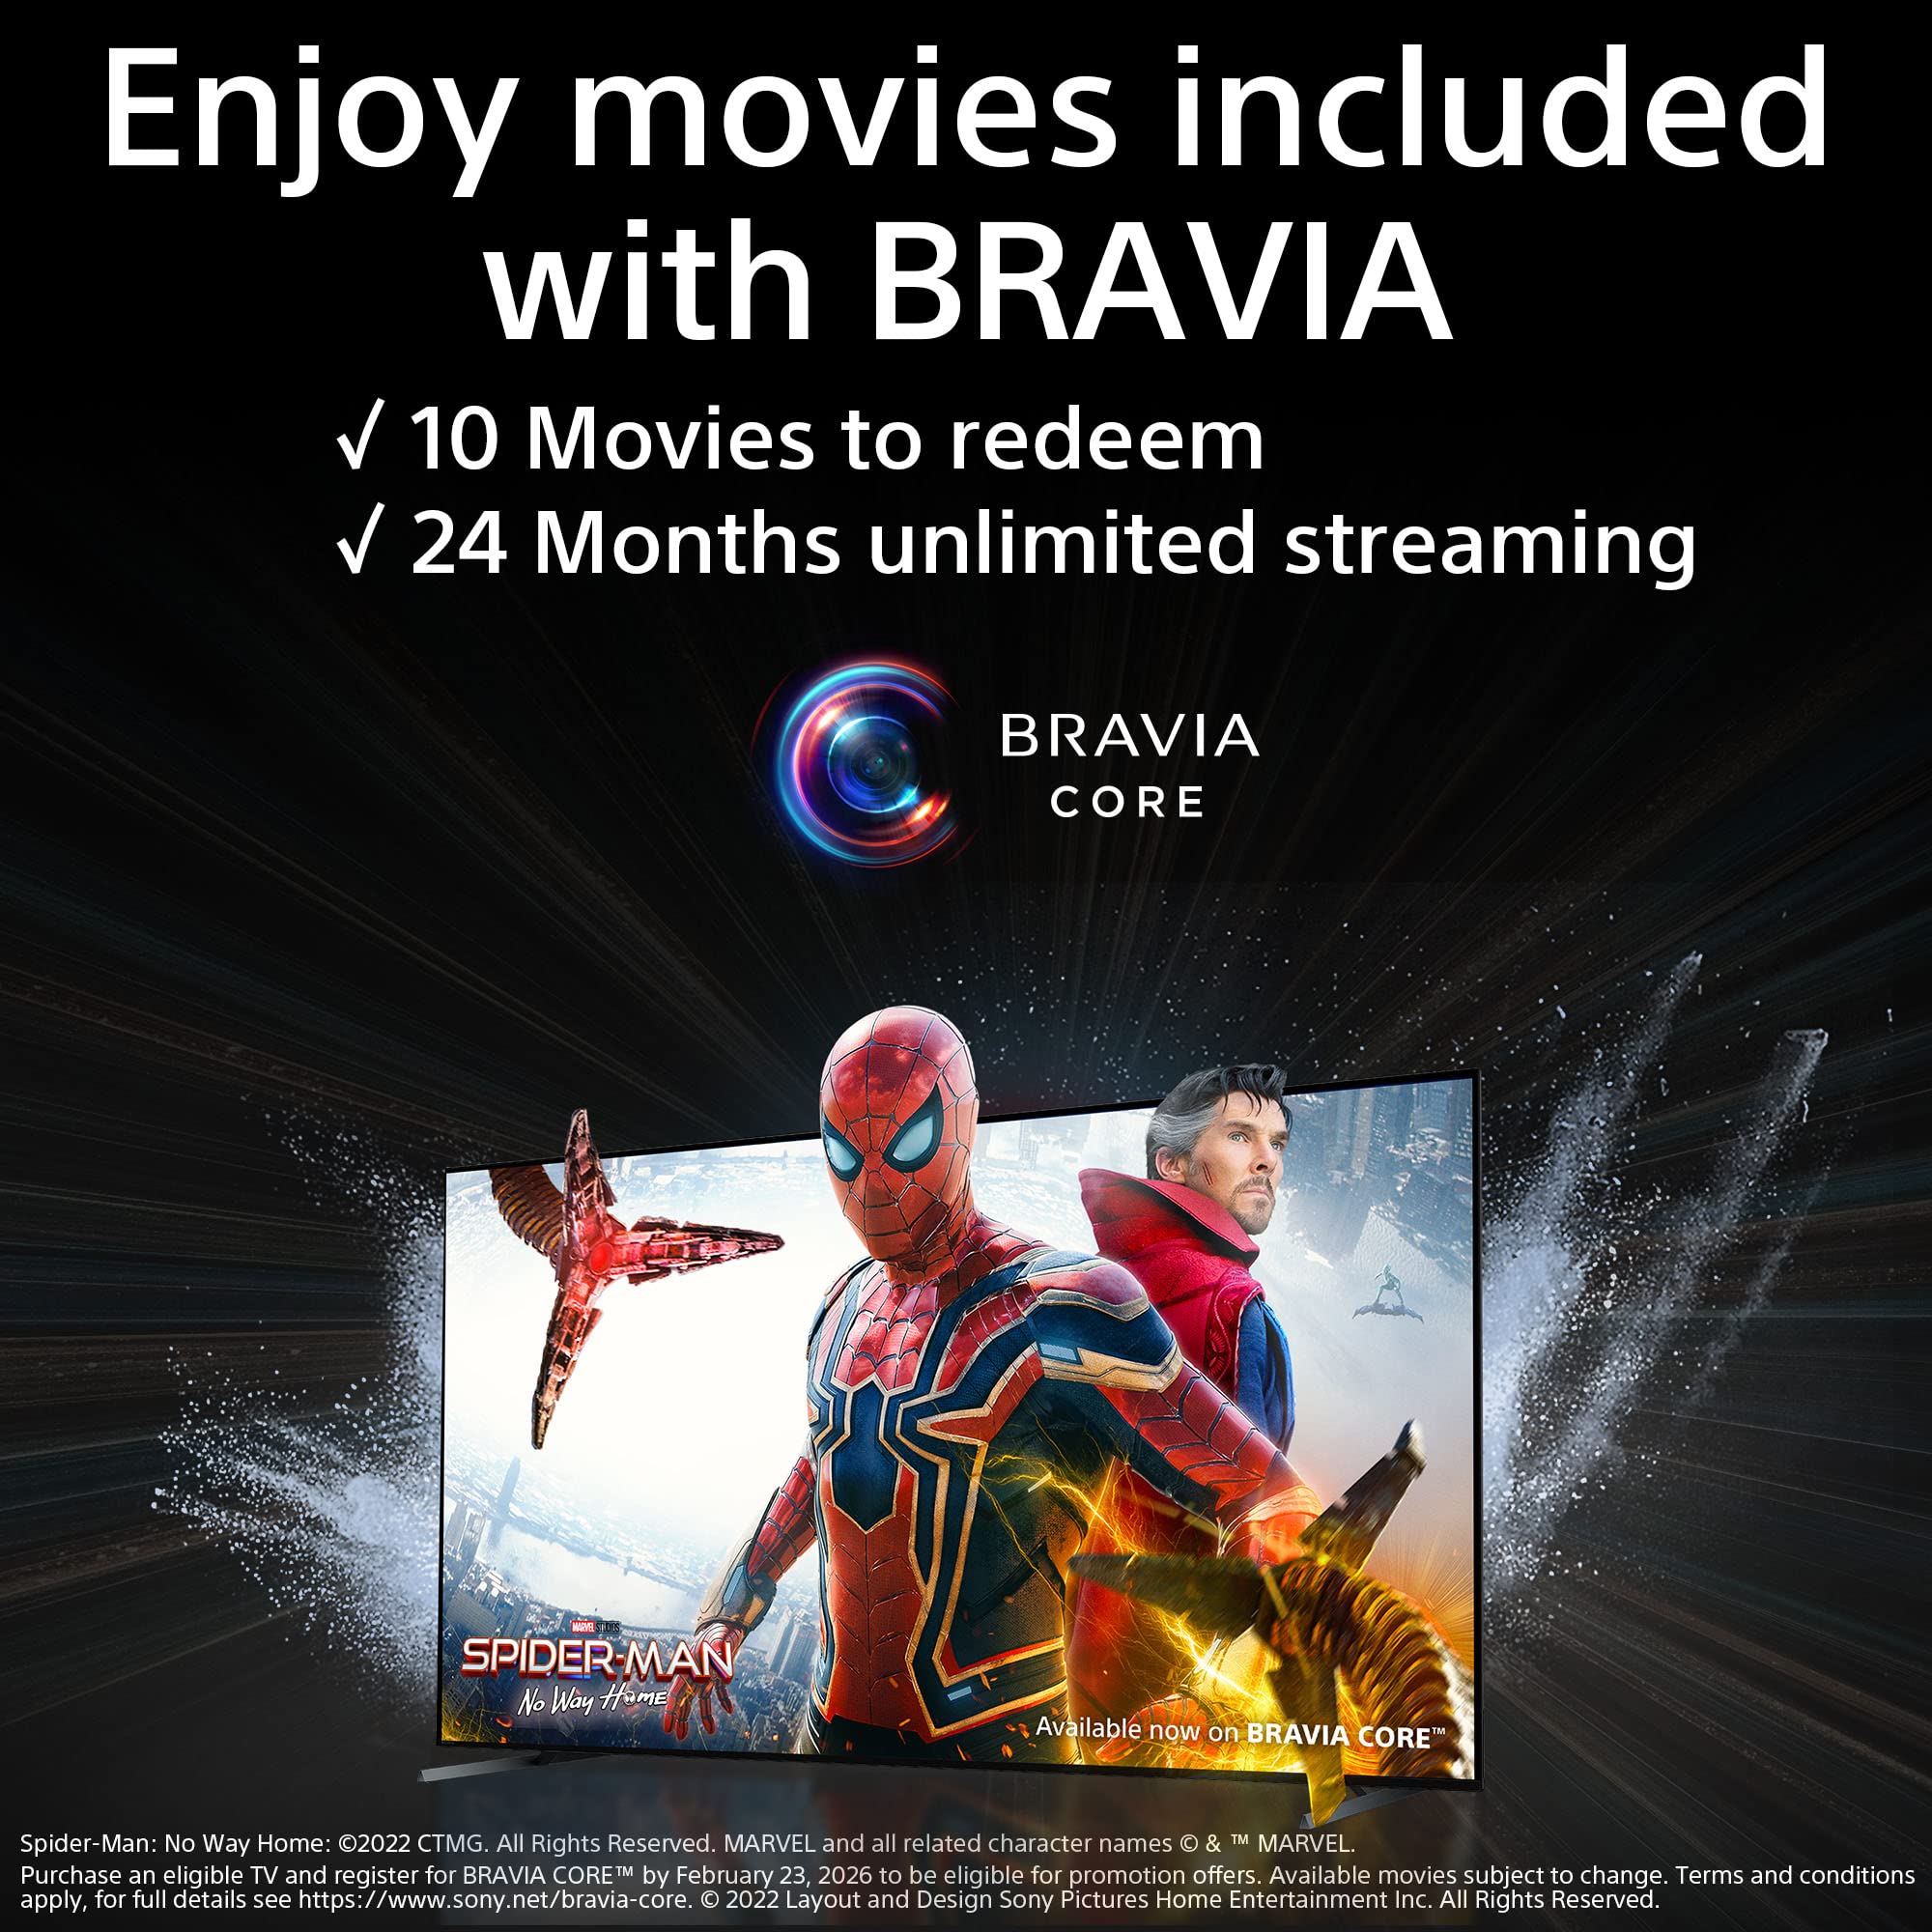 Enjoy movies included
with BRAVIA
√ 10 Movies to redeem
√ 24 Months unlimited streaming
BRAVIA
CORE
MARVEL STUDIOS
SPIDER-MAN
No Way Home
Available now on BRAVIA CORE™
Spider-Man: No Way Home: ©2022 CTMG. All Rights Reserved. MARVEL and all related character names © & ™ MARVEL.
Purchase an eligible TV and register for BRAVIA CORE™ by February 23, 2026 to be eligible for promotion offers. Available movies subject to change. Terms and conditions
apply, for full details see https://www.sony.net/bravia-core. © 2022 Layout and Design Sony Pictures Home Entertainment Inc. All Rights Reserved.